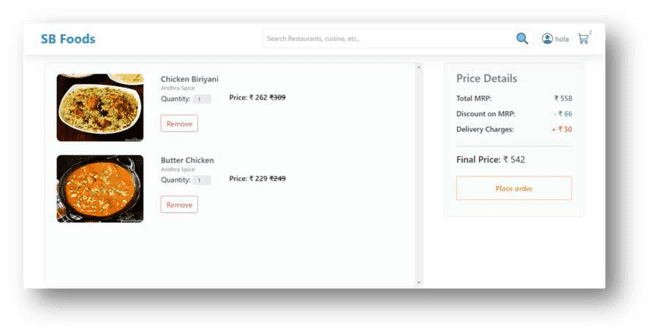 SB Foods
Search Restaurants, cuisine, etc.,
hola
2
Chicken Biriyani
Andhra Spice
Quantity: 1
Price: ₹ 262 ₹309
Remove
Butter Chicken
Andhra Spice
Quantity: 1
Price: ₹ 229 ₹249
Remove
Price Details
Total MRP: ₹ 558
Discount on MRP: - ₹ 66
Delivery Charges: + ₹ 50
Final Price: ₹ 542
Place order